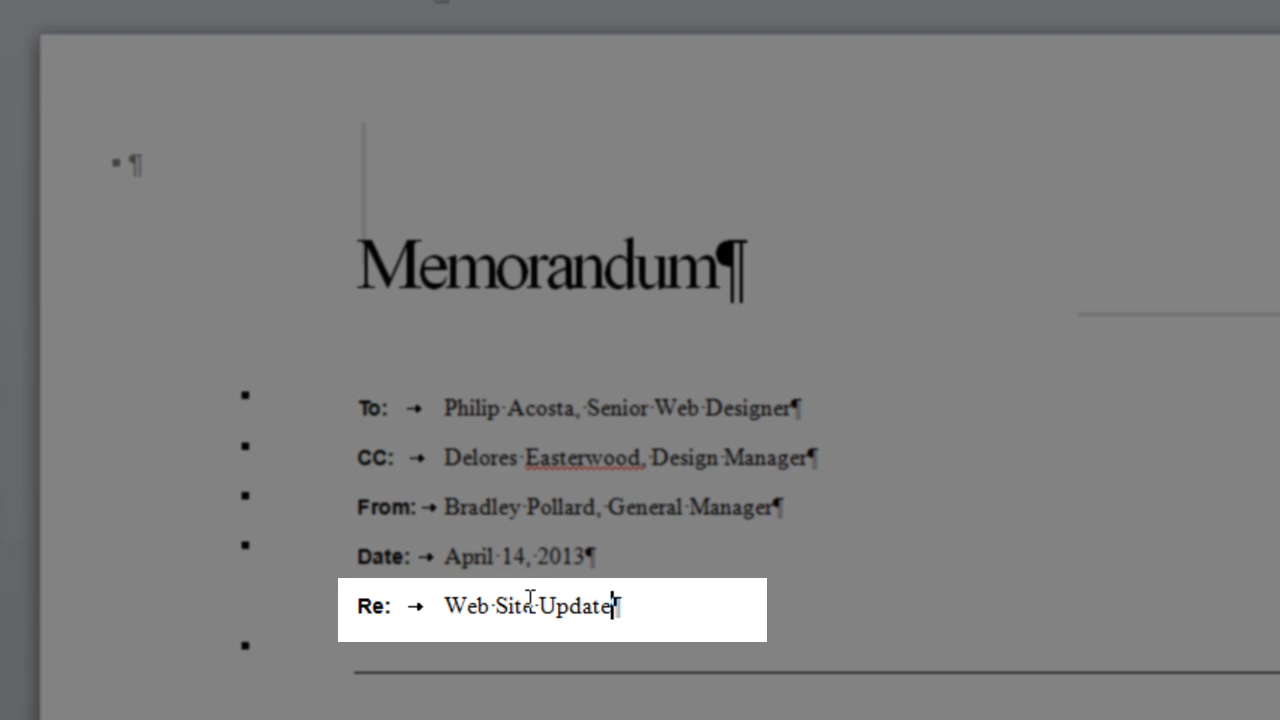 Memorandum¶
To: → Philip·Acosta,·Senior·Web·Designer¶
CC: → Delores·Easterwood,·Design·Manager¶
From: → Bradley·Pollard,·General·Manager¶
Date: → April·14,·2013¶
Re: → Web·Site·Update¶